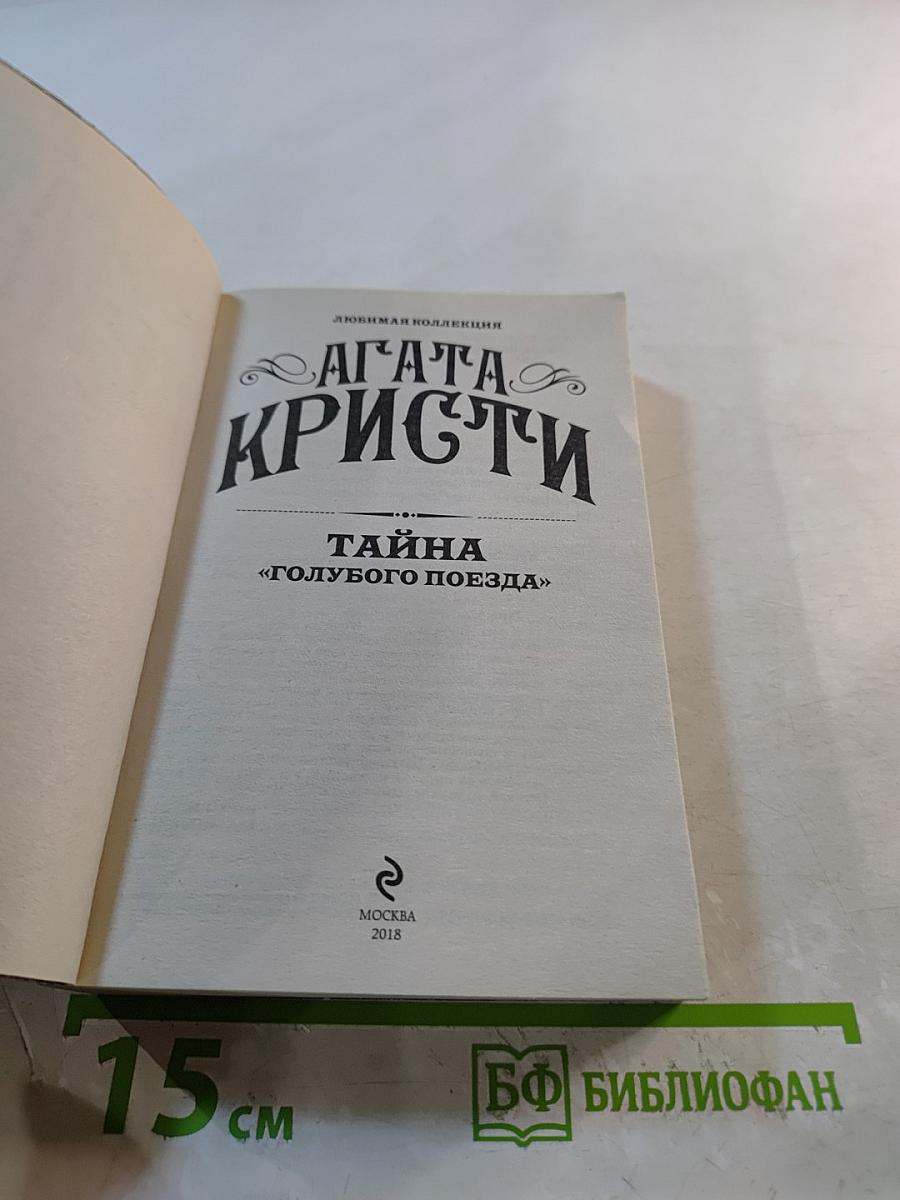 ЛЮБИМАЯ КОЛЛЕКЦИЯ
АГАТА
КРИСТИ
ТАЙНА
«ГОЛУБОГО ПОЕЗДА»
МОСКВА
2018
15 см
БФ БИБЛИОФАН